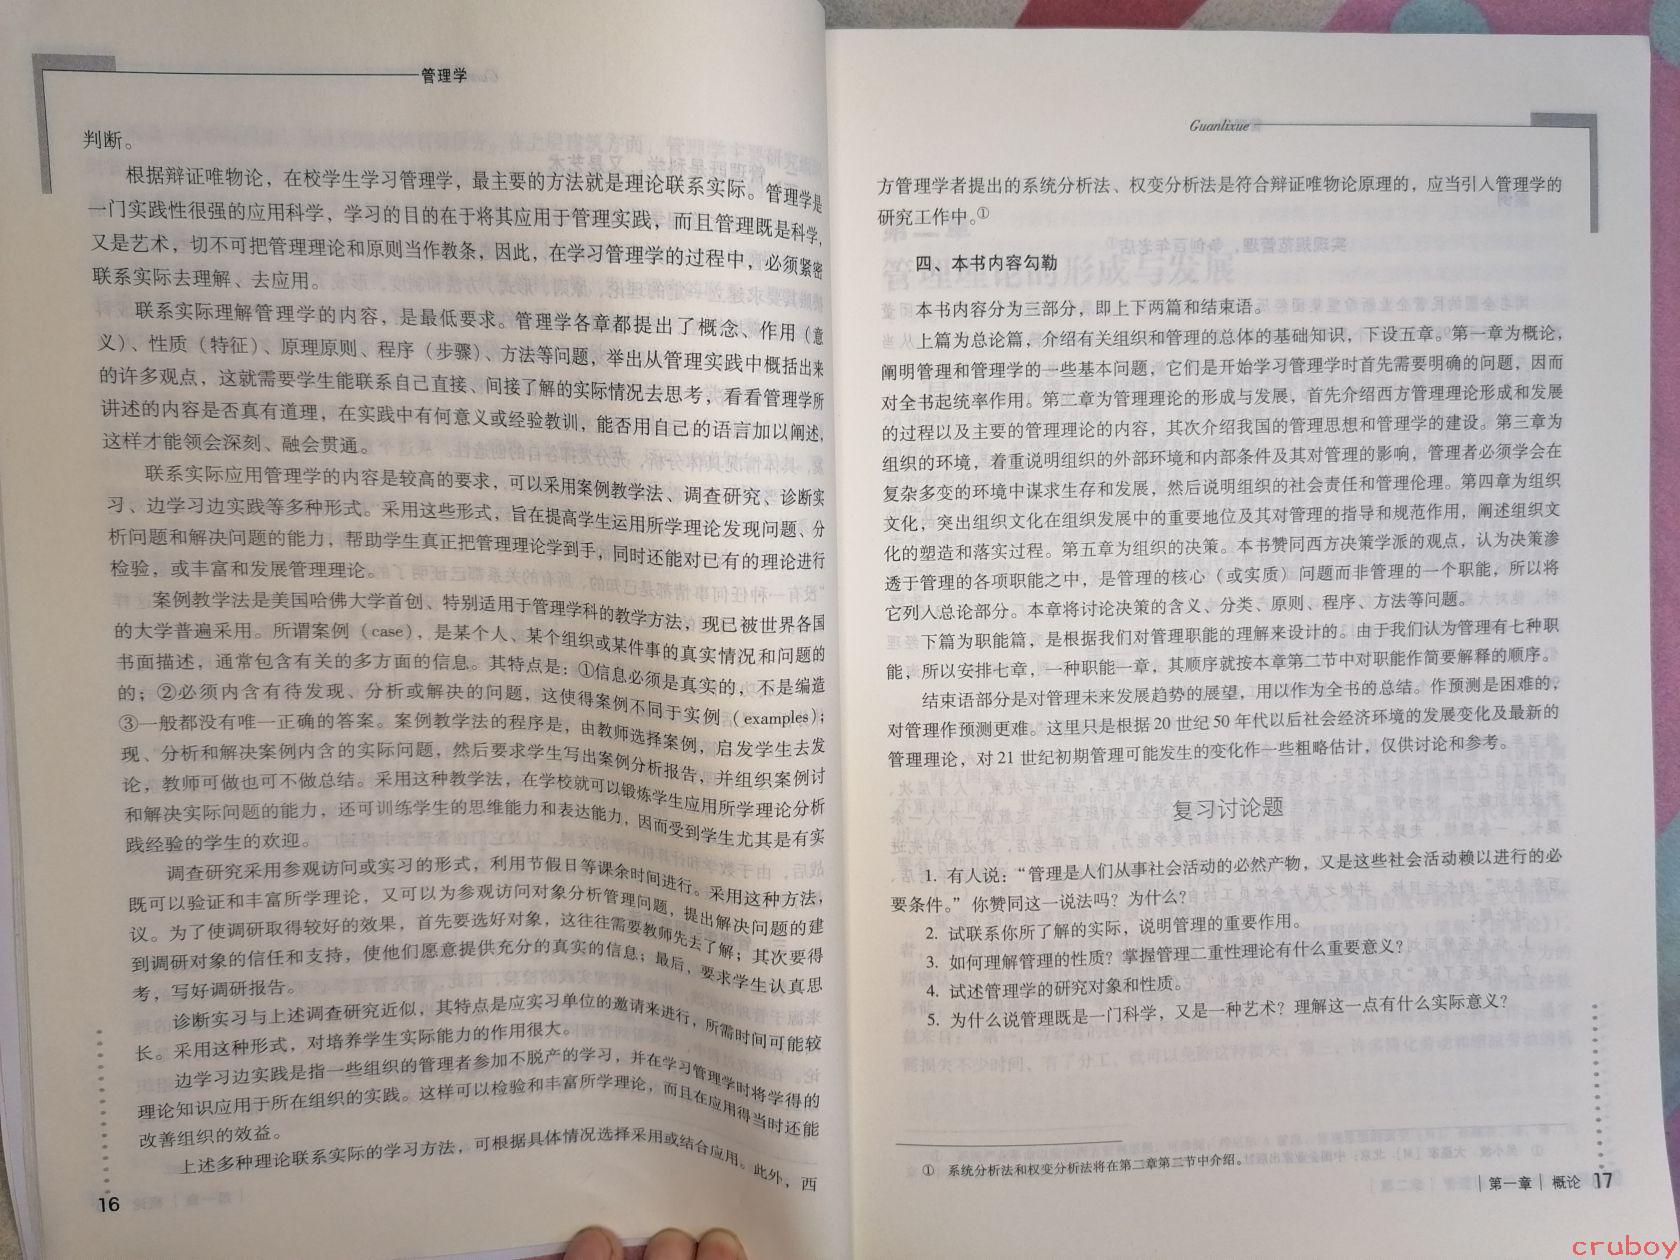 管理学
判断。
根据辩证唯物论，在校学生学习管理学，最主要的方法就是理论联系实际。管理学是
一门实践性很强的应用科学，学习的目的在于将其应用于管理实践，而且管理既是科学，
又是艺术，切不可把管理理论和原则当作教条，因此，在学习管理学的过程中，必须紧密
联系实际去理解、去应用。
联系实际理解管理学的内容，是最低要求。管理学各章都提出了概念、作用（意
义）、性质（特征）、原理原则、程序（步骤）、方法等问题，举出从管理实践中概括出来
的许多观点，这就需要学生能联系自己直接、间接了解的实际情况去思考，看看管理学所
讲述的内容是否真有道理，在实践中有何意义或经验教训，能否用自己的语言加以阐述，
这样才能领会深刻、融会贯通。
联系实际应用管理学的内容是较高的要求，可以采用案例教学法、调查研究、诊断实
习、边学习边实践等多种形式。采用这些形式，旨在提高学生运用所学理论发现问题、分
析问题和解决问题的能力，帮助学生真正把管理理论学到手，同时还能对已有的理论进行
检验，或丰富和发展管理理论。
案例教学法是美国哈佛大学首创、特别适用于管理学科的教学方法，现已被世界各国
的大学普遍采用。所谓案例（case），是某个人、某个组织或某件事的真实情况和问题的
书面描述，通常包含有关的多方面的信息。其特点是：①信息必须是真实的，不是编造
的；②必须内含有待发现、分析或解决的问题，这使得案例不同于实例（examples）；
③一般都没有唯一正确的答案。案例教学法的程序是，由教师选择案例，启发学生去发
现、分析和解决案例内含的实际问题，然后要求学生写出案例分析报告，并组织案例讨
论，教师可做也可不做总结。采用这种教学法，在学校就可以锻炼学生应用所学理论分析
和解决实际问题的能力，还可训练学生的思维能力和表达能力，因而受到学生尤其是有实
践经验的学生的欢迎。
调查研究采用参观访问或实习的形式，利用节假日等课余时间进行。采用这种方法，
既可以验证和丰富所学理论，又可以为参观访问对象分析管理问题，提出解决问题的建
议。为了使调研取得较好的效果，首先要选好对象，这往往需要教师先去了解；其次要得
到调研对象的信任和支持，使他们愿意提供充分的真实的信息；最后，要求学生认真思
考，写好调研报告。
诊断实习与上述调查研究近似，其特点是应实习单位的邀请来进行，所需时间可能较
长。采用这种形式，对培养学生实际能力的作用很大。
边学习边实践是指一些组织的管理者参加不脱产的学习，并在学习管理学时将学得的
理论知识应用于所在组织的实践。这样可以检验和丰富所学理论，而且在应用得当时还能
改善组织的效益。
上述多种理论联系实际的学习方法，可根据具体情况选择采用或结合应用。此外，西
16
Guanlixue
方管理学者提出的系统分析法、权变分析法是符合辩证唯物论原理的，应当引入管理学的
研究工作中。①
四、本书内容勾勒
本书内容分为三部分，即上下两篇和结束语。
上篇为总论篇，介绍有关组织和管理的总体的基础知识，下设五章。第一章为概论，
阐明管理和管理学的一些基本问题，它们是开始学习管理学时首先需要明确的问题，因而
对全书起统率作用。第二章为管理理论的形成与发展，首先介绍西方管理理论形成和发展
的过程以及主要的管理理论的内容，其次介绍我国的管理思想和管理学的建设。第三章为
组织的环境，着重说明组织的外部环境和内部条件及其对管理的影响，管理者必须学会在
复杂多变的环境中谋求生存和发展，然后说明组织的社会责任和管理伦理。第四章为组织
文化，突出组织文化在组织发展中的重要地位及其对管理的指导和规范作用，阐述组织文
化的塑造和落实过程。第五章为组织的决策。本书赞同西方决策学派的观点，认为决策渗
透于管理的各项职能之中，是管理的核心（或实质）问题而非管理的一个职能，所以将
它列入总论部分。本章将讨论决策的含义、分类、原则、程序、方法等问题。
下篇为职能篇，是根据我们对管理职能的理解来设计的。由于我们认为管理有七种职
能，所以安排七章，一种职能一章，其顺序就按本章第二节中对职能作简要解释的顺序。
结束语部分是对管理未来发展趋势的展望，用以作为全书的总结。作预测是困难的，
对管理作预测更难。这里只是根据20世纪50年代以后社会经济环境的发展变化及最新的
管理理论，对21世纪初期管理可能发生的变化作一些粗略估计，仅供讨论和参考。
复习讨论题
1. 有人说：“管理是人们从事社会活动的必然产物，又是这些社会活动赖以进行的必
要条件。”你赞同这一说法吗？为什么？
2. 试联系你所了解的实际，说明管理的重要作用。
3. 如何理解管理的性质？掌握管理二重性理论有什么重要意义？
4. 试述管理学的研究对象和性质。
5. 为什么说管理既是一门科学，又是一种艺术？理解这一点有什么实际意义？
① 系统分析法和权变分析法将在第二章第二节中介绍。
第一章 | 概论 17
cruboy